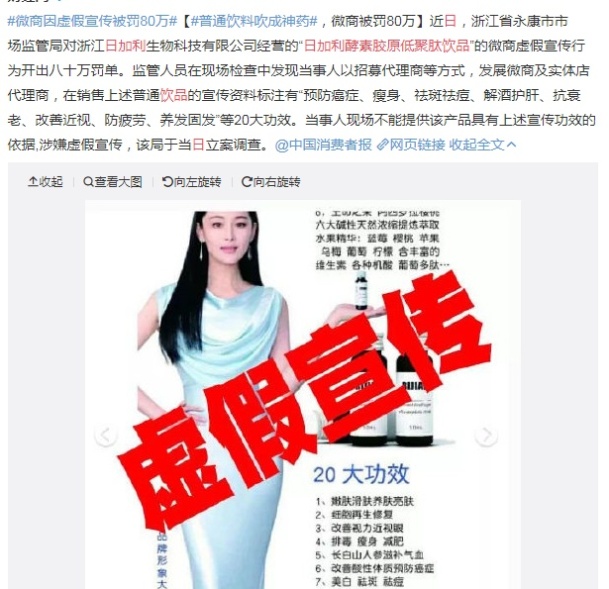 #微商因虚假宣传被罚80万#【#普通饮料吹成神药#，微商被罚80万】近日，浙江省永康市市
场监管局对浙江日加利生物科技有限公司经营的“日加利酵素胶原低聚肽饮品”的微商虚假宣传行
为开出八十万罚单。监管人员在现场检查中发现当事人以招募代理商等方式，发展微商及实体店
代理商，在销售上述普通饮品的宣传资料标注有“预防癌症、瘦身、祛斑祛痘、解酒护肝、抗衰
老、改善近视、防疲劳、养发固发”等20大功效。当事人现场不能提供该产品具有上述宣传功效的
依据,涉嫌虚假宣传，该局于当日立案调查。@中国消费者报 网页链接 收起全文
收起 查看大图 向左旋转 向右旋转
六大碱性天然浓缩提炼萃取
水果精华：蓝莓 樱桃 苹果
乌梅 葡萄 柠檬 含丰富的
维生素 各种机酸 葡萄多肽…
虚假宣传
20 大功效
1、嫩肤滑肤养肤亮肤
2、细胞再生修复
3、改善视力近视眼
4、排毒 瘦身 减肥
5、长白山人参滋补气血
6、改善酸性体质预防癌症
7、美白 祛斑 祛痘
品牌形象大